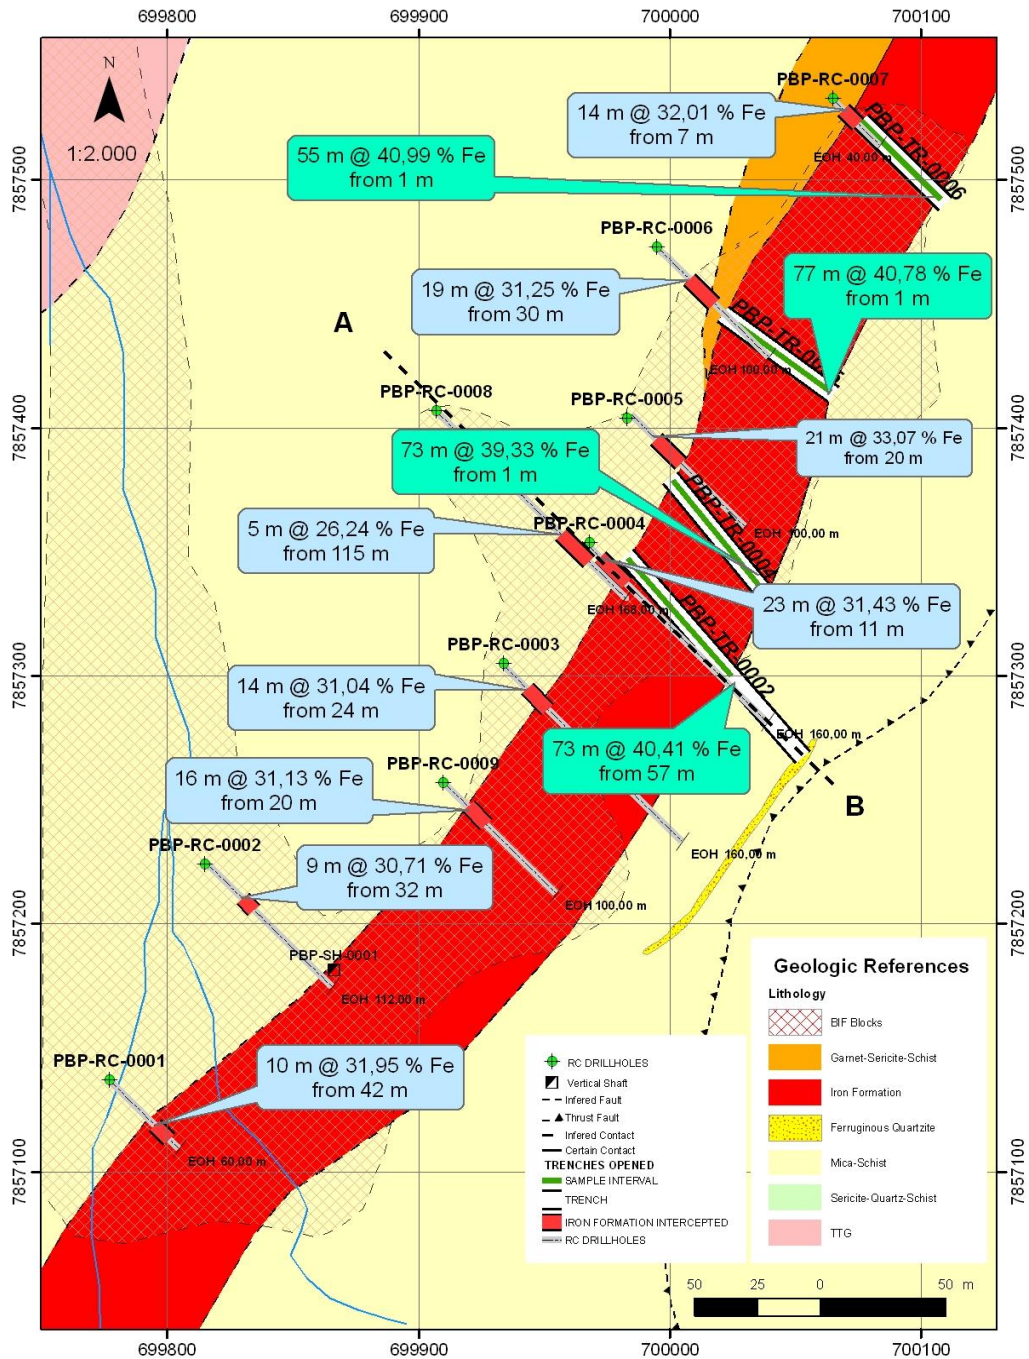 699800
699900
700000
700100
N
1:2.000
7857500
7857400
7857300
7857200
7857100
7857500
7857400
7857300
7857200
7857100
PBP-RC-0007
14 m @ 32,01 % Fe
from 7 m
EOH 40,00 m
PBP-TR-0006
55 m @ 40,99 % Fe
from 1 m
PBP-RC-0006
19 m @ 31,25 % Fe
from 30 m
77 m @ 40,78 % Fe
from 1 m
EOH 100,00 m
A
PBP-RC-0008
PBP-RC-0005
21 m @ 33,07 % Fe
from 20 m
73 m @ 39,33 % Fe
from 1 m
PBP-TR-0004
EOH 100,00 m
5 m @ 26,24 % Fe
from 115 m
PBP-RC-0004
EOH 168,00 m
23 m @ 31,43 % Fe
from 11 m
PBP-TR-0002
PBP-RC-0003
14 m @ 31,04 % Fe
from 24 m
EOH 160,00 m
73 m @ 40,41 % Fe
from 57 m
B
PBP-RC-0009
16 m @ 31,13 % Fe
from 20 m
EOH 160,00 m
PBP-RC-0002
9 m @ 30,71 % Fe
from 32 m
EOH 100,00 m
PBP-SH-0001
EOH 112,00 m
PBP-RC-0001
10 m @ 31,95 % Fe
from 42 m
EOH 60,00 m
RC DRILLHOLES
Vertical Shaft
Infered Fault
Thrust Fault
Infered Contact
Certain Contact
TRENCHES OPENED
SAMPLE INTERVAL
TRENCH
IRON FORMATION INTERCEPTED
RC DRILLHOLES
Geologic References
Lithology
BIF Blocks
Garnet-Sericite-Schist
Iron Formation
Ferruginous Quartzite
Mica-Schist
Sericite-Quartz-Schist
TTG
50 25 0 50 m
699800
699900
700000
700100